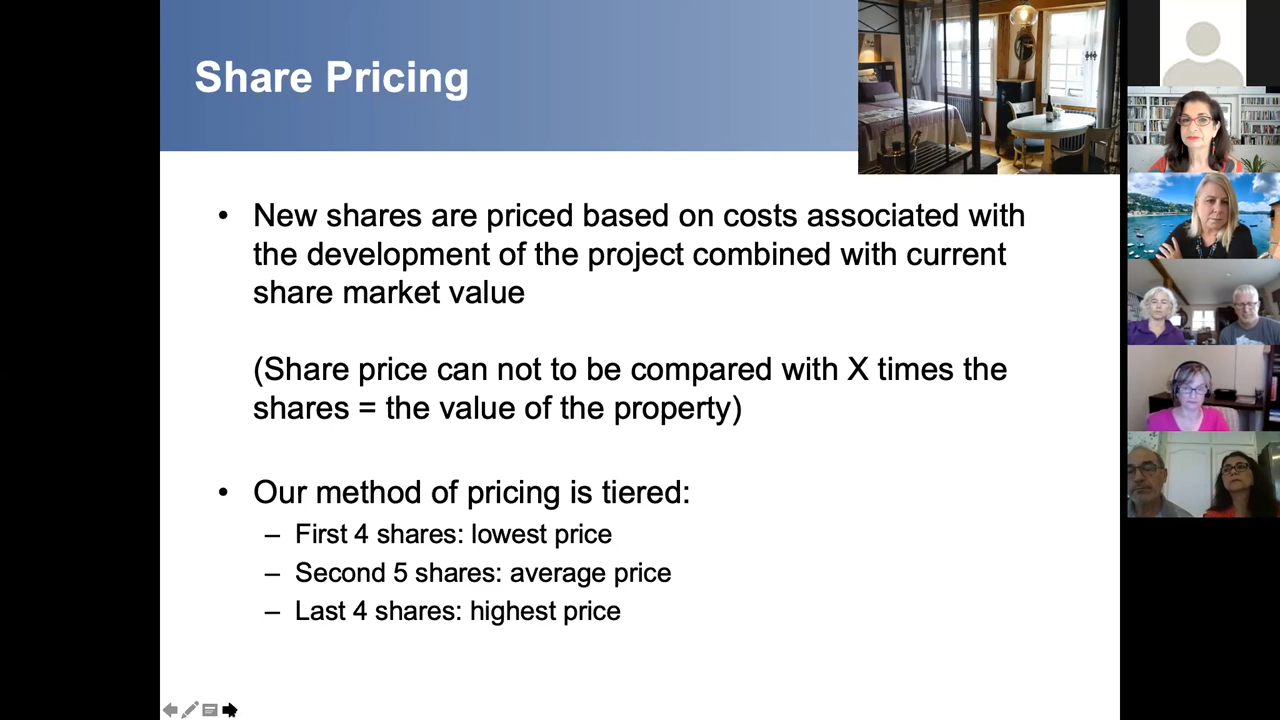 Share Pricing
• New shares are priced based on costs associated with
the development of the project combined with current
share market value
(Share price can not to be compared with X times the
shares = the value of the property)
• Our method of pricing is tiered:
– First 4 shares: lowest price
– Second 5 shares: average price
– Last 4 shares: highest price